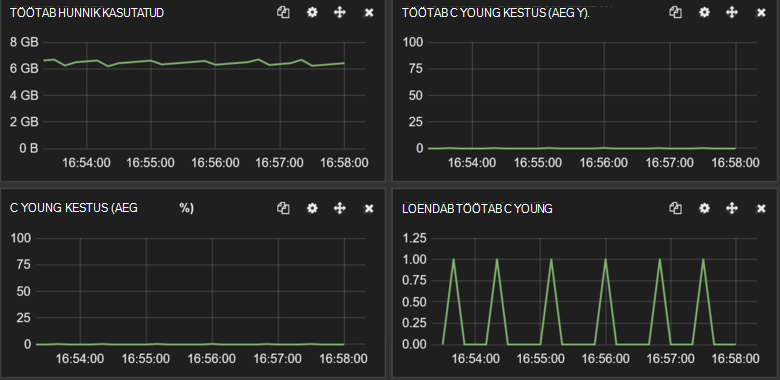 TÖÖTAB HUNNIK KASUTATUD
8 GB
6 GB
4 GB
2 GB
0 B
16:54:00 16:55:00 16:56:00 16:57:00 16:58:00
TÖÖTAB C YOUNG KESTUS (AEG Y).
100
75
50
25
0
16:54:00 16:55:00 16:56:00 16:57:00 16:58:00
C YOUNG KESTUS (AEG %)
100
75
50
25
0
16:54:00 16:55:00 16:56:00 16:57:00 16:58:00
LOENDAB TÖÖTAB C YOUNG
1.25
1.00
0.75
0.50
0.25
0.00
16:54:00 16:55:00 16:56:00 16:57:00 16:58:00